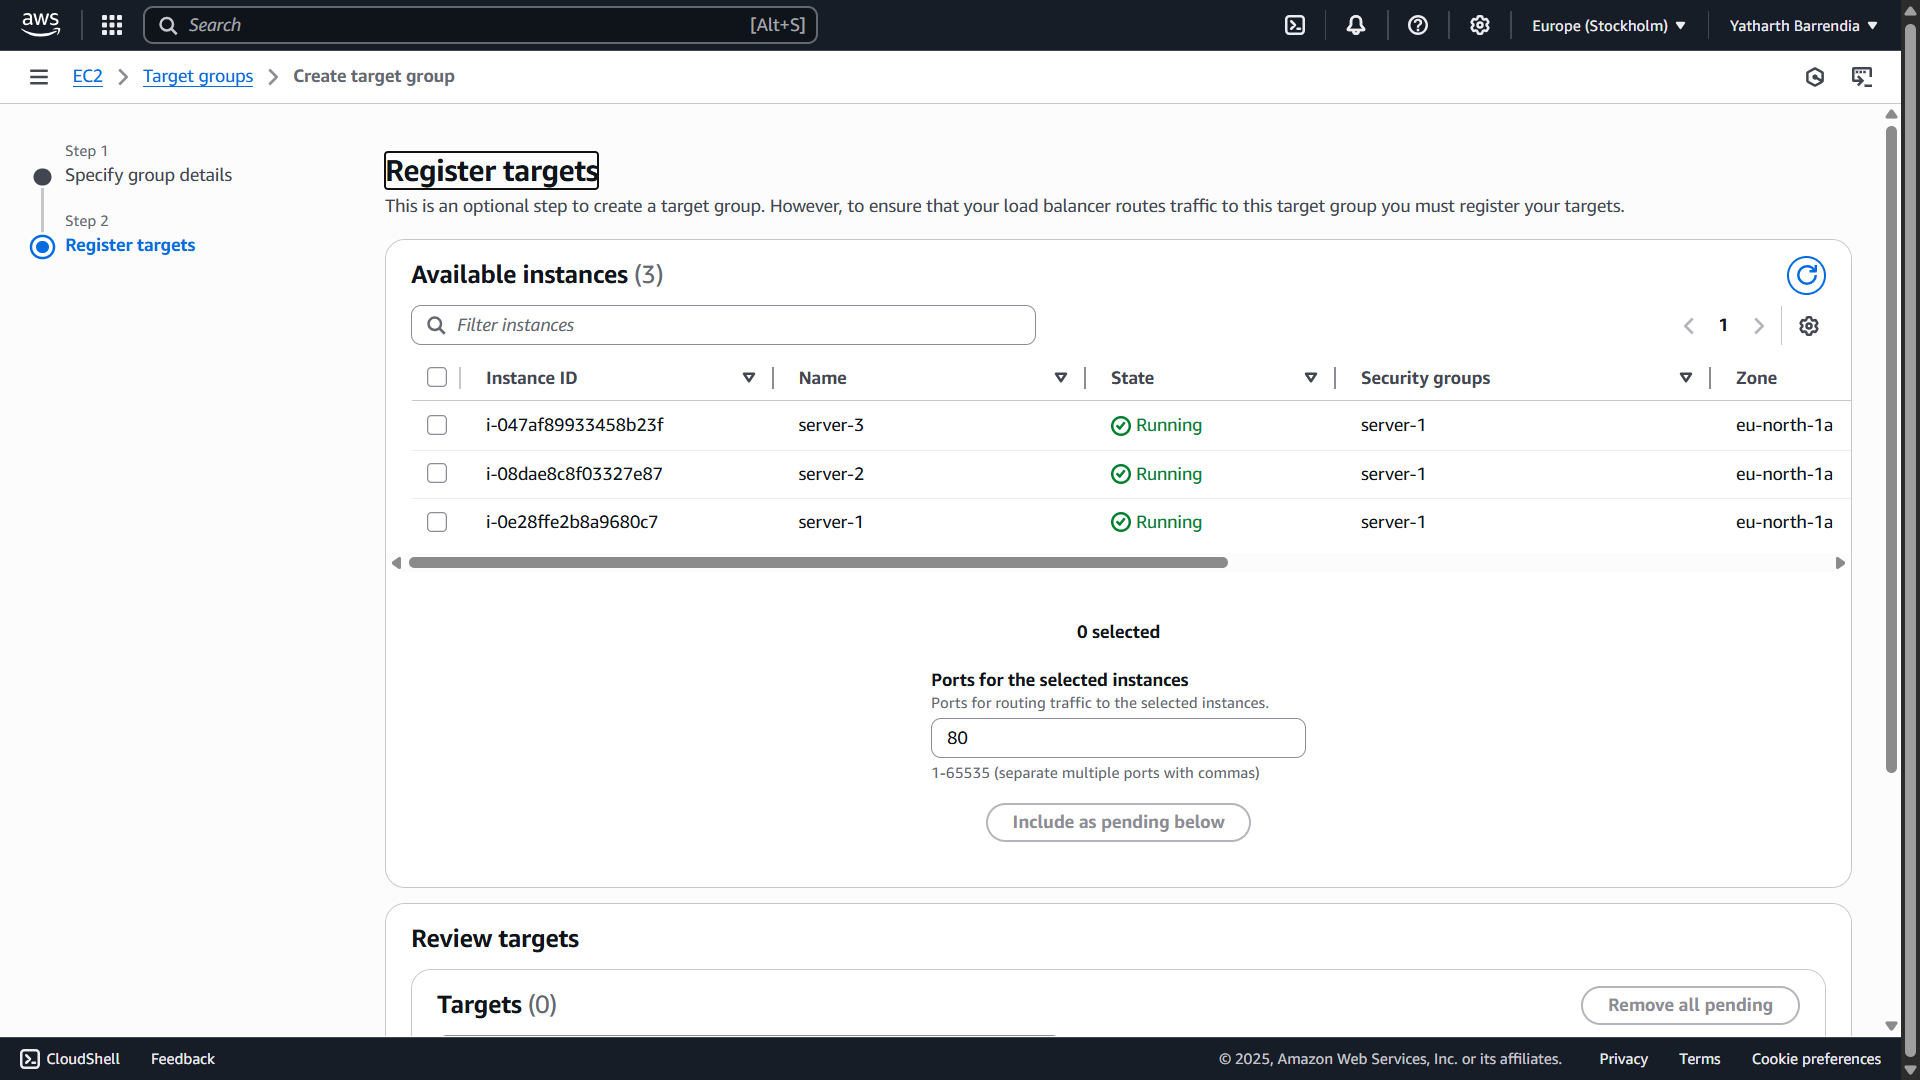 aws
Search [Alt+S]
Europe (Stockholm)
Yatharth Barrendia
EC2
Target groups
Create target group
Step 1
Specify group details
Step 2
Register targets
Register targets
This is an optional step to create a target group. However, to ensure that your load balancer routes traffic to this target group you must register your targets.
Available instances (3)
Filter instances
1
Instance ID Name State Security groups Zone
i-047af89933458b23f server-3 Running server-1 eu-north-1a
i-08dae8c8f03327e87 server-2 Running server-1 eu-north-1a
i-0e28ffe2b8a9680c7 server-1 Running server-1 eu-north-1a
0 selected
Ports for the selected instances
Ports for routing traffic to the selected instances.
80
1-65535 (separate multiple ports with commas)
Include as pending below
Review targets
Targets (0)
Remove all pending
CloudShell Feedback © 2025, Amazon Web Services, Inc. or its affiliates. Privacy Terms Cookie preferences